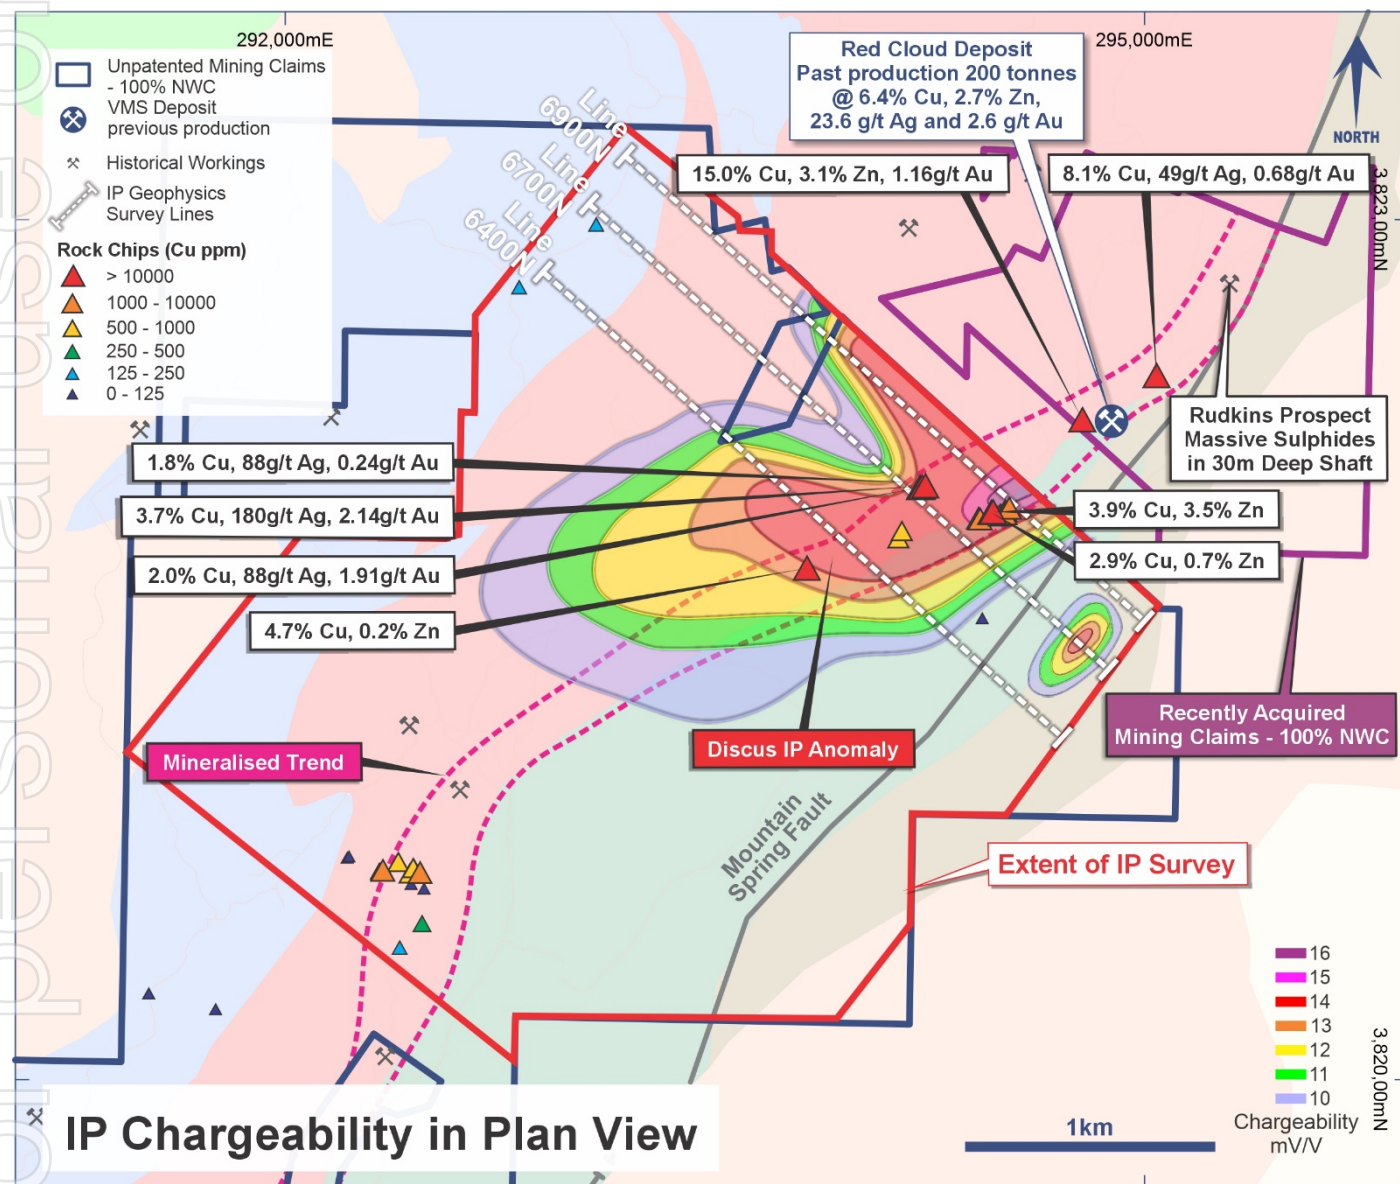 292,000mE
295,000mE
Unpatented Mining Claims
- 100% NWC
VMS Deposit
previous production
Historical Workings
IP Geophysics
Survey Lines
Rock Chips (Cu ppm)
> 10000
1000 - 10000
500 - 1000
250 - 500
125 - 250
0 - 125
Line
6900N
Line
6700N
Line
6400N
Red Cloud Deposit
Past production 200 tonnes
@ 6.4% Cu, 2.7% Zn,
23.6 g/t Ag and 2.6 g/t Au
NORTH
15.0% Cu, 3.1% Zn, 1.16g/t Au
8.1% Cu, 49g/t Ag, 0.68g/t Au
3,823,00mN
Rudkins Prospect
Massive Sulphides
in 30m Deep Shaft
1.8% Cu, 88g/t Ag, 0.24g/t Au
3.7% Cu, 180g/t Ag, 2.14g/t Au
2.0% Cu, 88g/t Ag, 1.91g/t Au
4.7% Cu, 0.2% Zn
3.9% Cu, 3.5% Zn
2.9% Cu, 0.7% Zn
Recently Acquired
Mining Claims - 100% NWC
Discus IP Anomaly
Mineralised Trend
Mountain
Spring Fault
Extent of IP Survey
16
15
14
13
12
11
10
Chargeability
mV/V
3,820,00mN
1km
IP Chargeability in Plan View
personal use